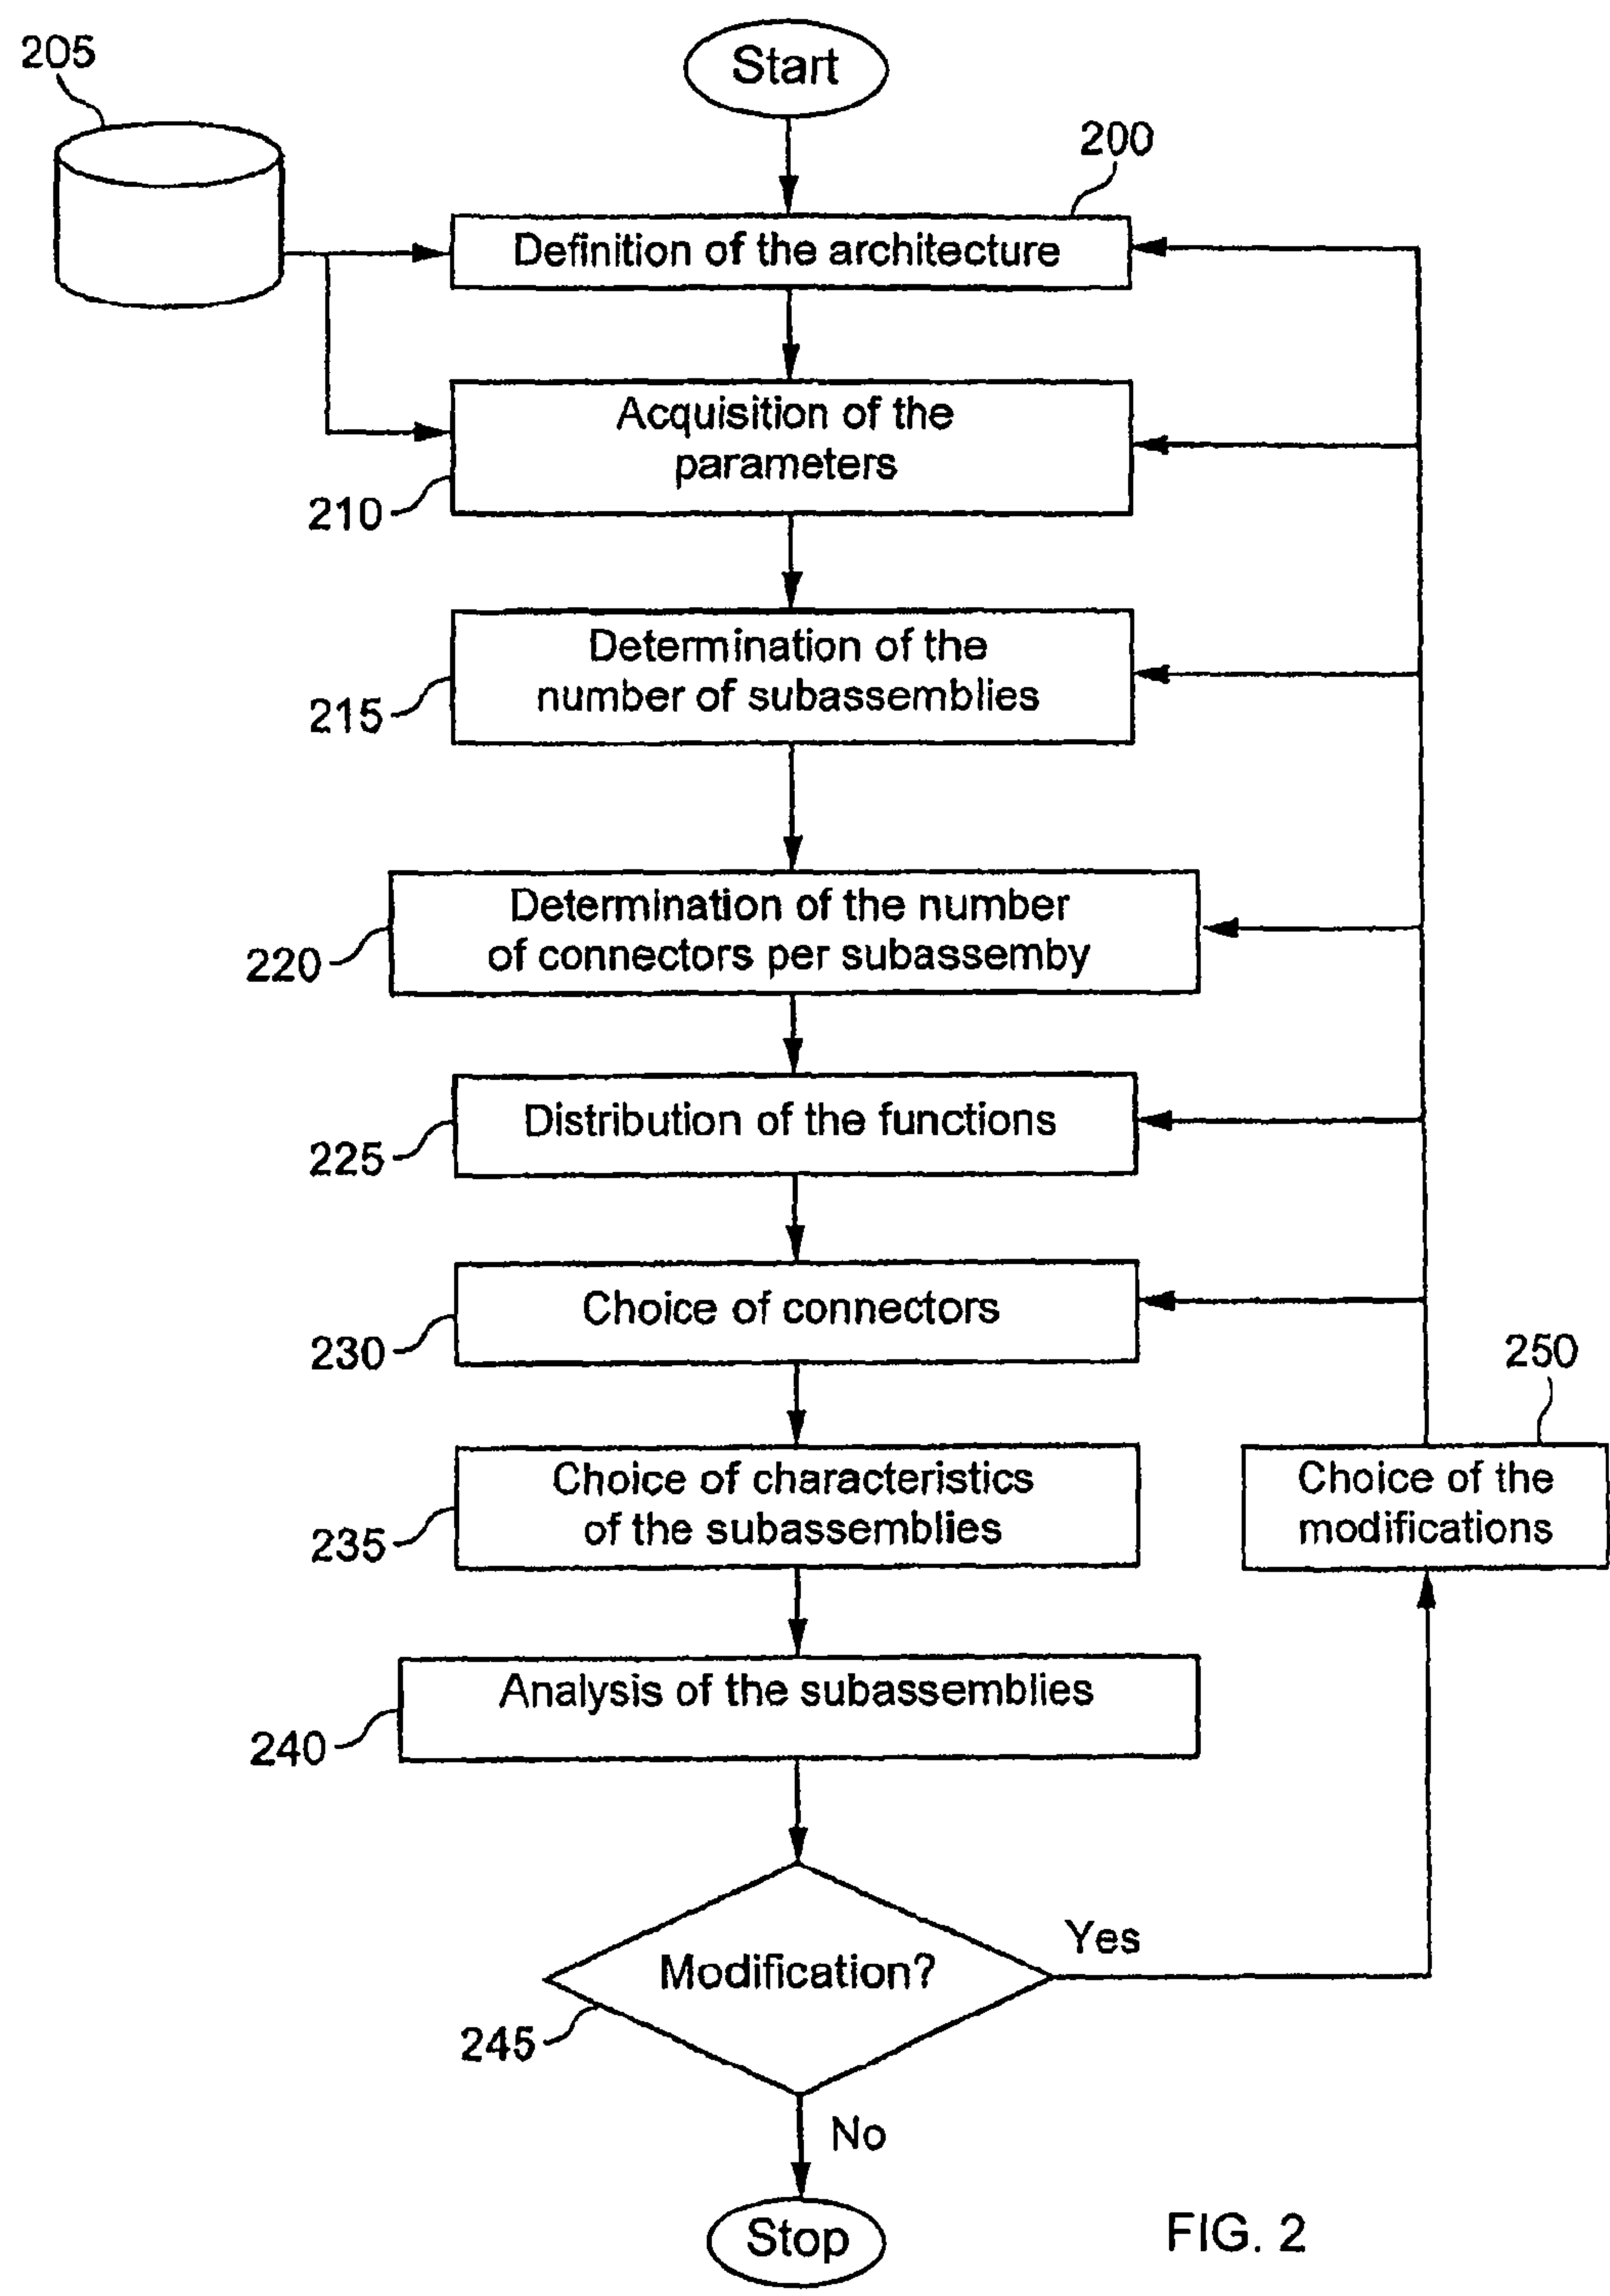 205
Start
200
Definition of the architecture
Acquisition of the
parameters
210
Determination of the
number of subassemblies
215
Determination of the number
of connectors per subassemby
220
Distribution of the functions
225
Choice of connectors
230
250
Choice of characteristics
of the subassemblies
235
Choice of the
modifications
Analysis of the subassemblies
240
Yes
Modification?
245
No
Stop
FIG. 2